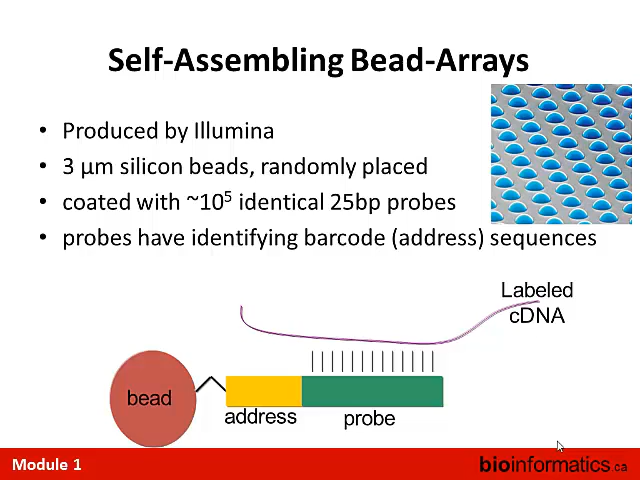 Self-Assembling Bead-Arrays
• Produced by Illumina
• 3 µm silicon beads, randomly placed
• coated with ~10⁵ identical 25bp probes
• probes have identifying barcode (address) sequences
Labeled
cDNA
bead
address
probe
Module 1
bioinformatics.ca